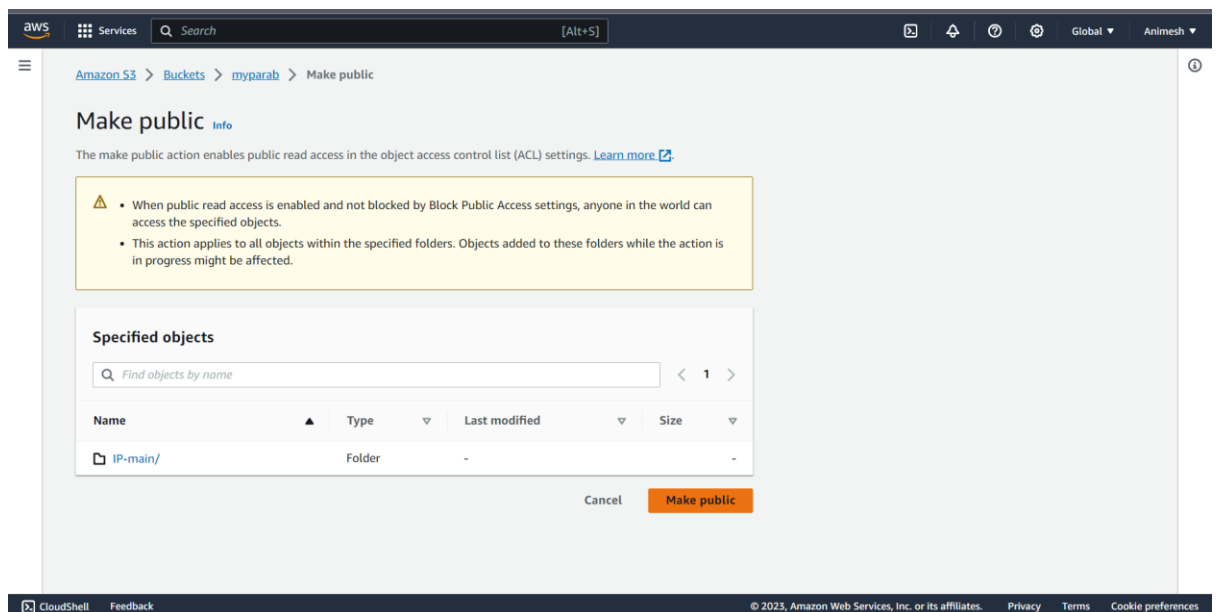 aws Services Search [Alt+S] Global Animesh
Amazon S3 > Buckets > myparab > Make public
Make public Info
The make public action enables public read access in the object access control list (ACL) settings. Learn more.
• When public read access is enabled and not blocked by Block Public Access settings, anyone in the world can
access the specified objects.
• This action applies to all objects within the specified folders. Objects added to these folders while the action is
in progress might be affected.
Specified objects
Find objects by name < 1 >
Name Type Last modified Size
IP-main/ Folder - -
Cancel Make public
CloudShell Feedback © 2023, Amazon Web Services, Inc. or its affiliates. Privacy Terms Cookie preferences